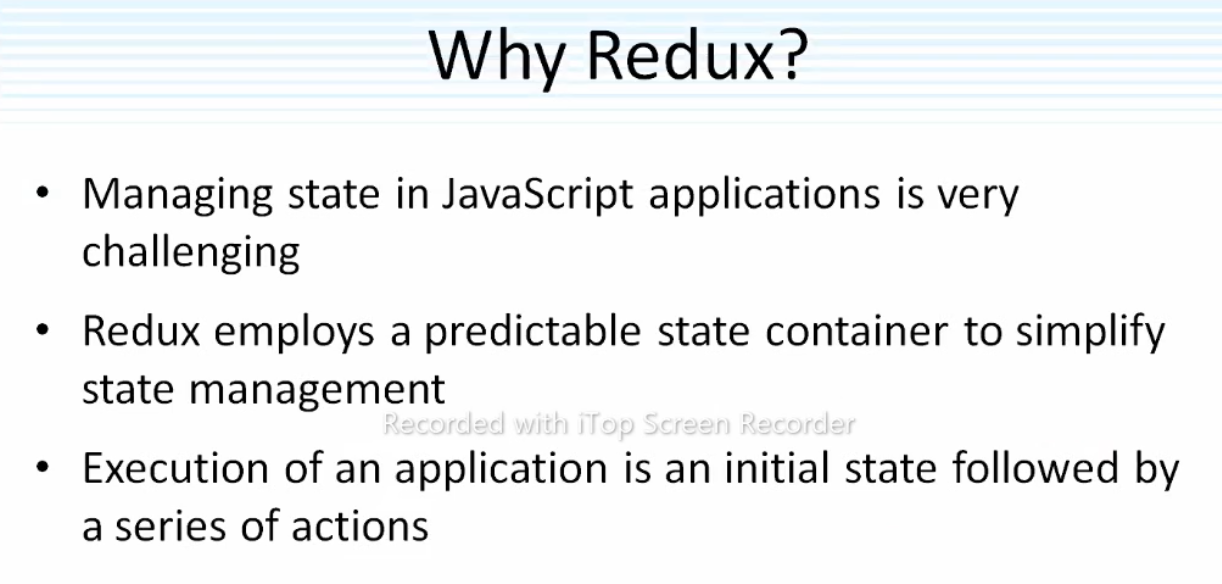 Why Redux?
• Managing state in JavaScript applications is very
challenging
• Redux employs a predictable state container to simplify
state management
Recorded with iTop Screen Recorder
• Execution of an application is an initial state followed by
a series of actions